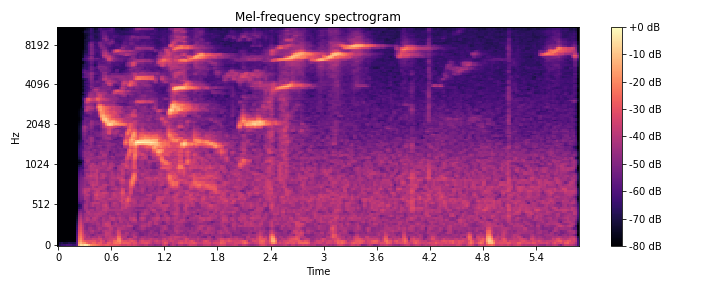 Mel-frequency spectrogram
Hz
8192
4096
2048
1024
512
0
0 0.6 1.2 1.8 2.4 3 3.6 4.2 4.8 5.4
Time
+0 dB
-10 dB
-20 dB
-30 dB
-40 dB
-50 dB
-60 dB
-70 dB
-80 dB